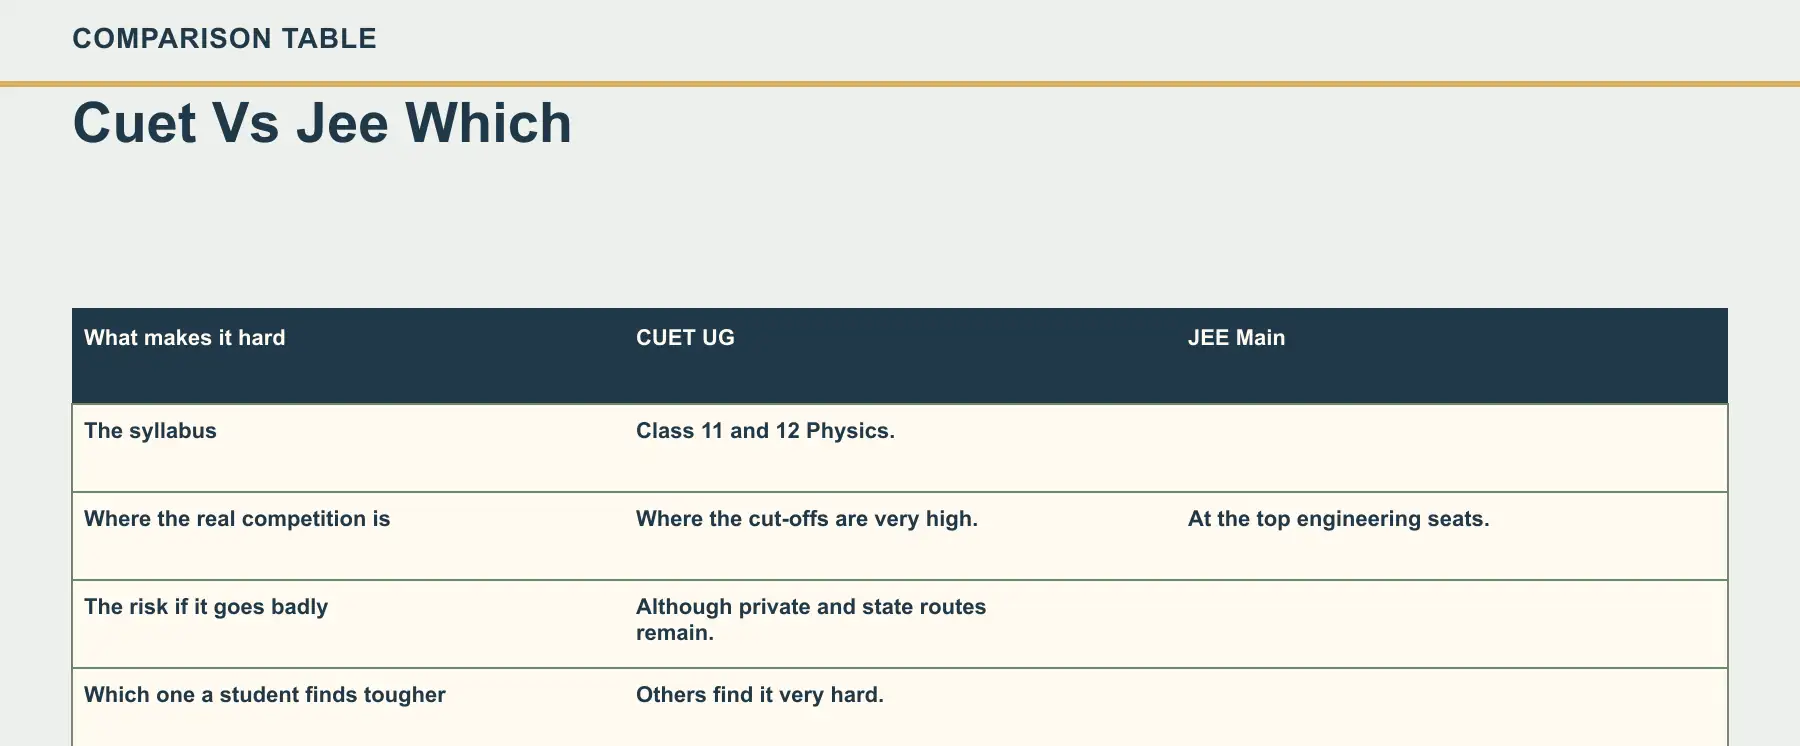 COMPARISON TABLE
Cuet Vs Jee Which
What makes it hard
CUET UG
JEE Main
The syllabus
Class 11 and 12 Physics.
Where the real competition is
Where the cut-offs are very high.
At the top engineering seats.
The risk if it goes badly
Although private and state routes
remain.
Which one a student finds tougher
Others find it very hard.